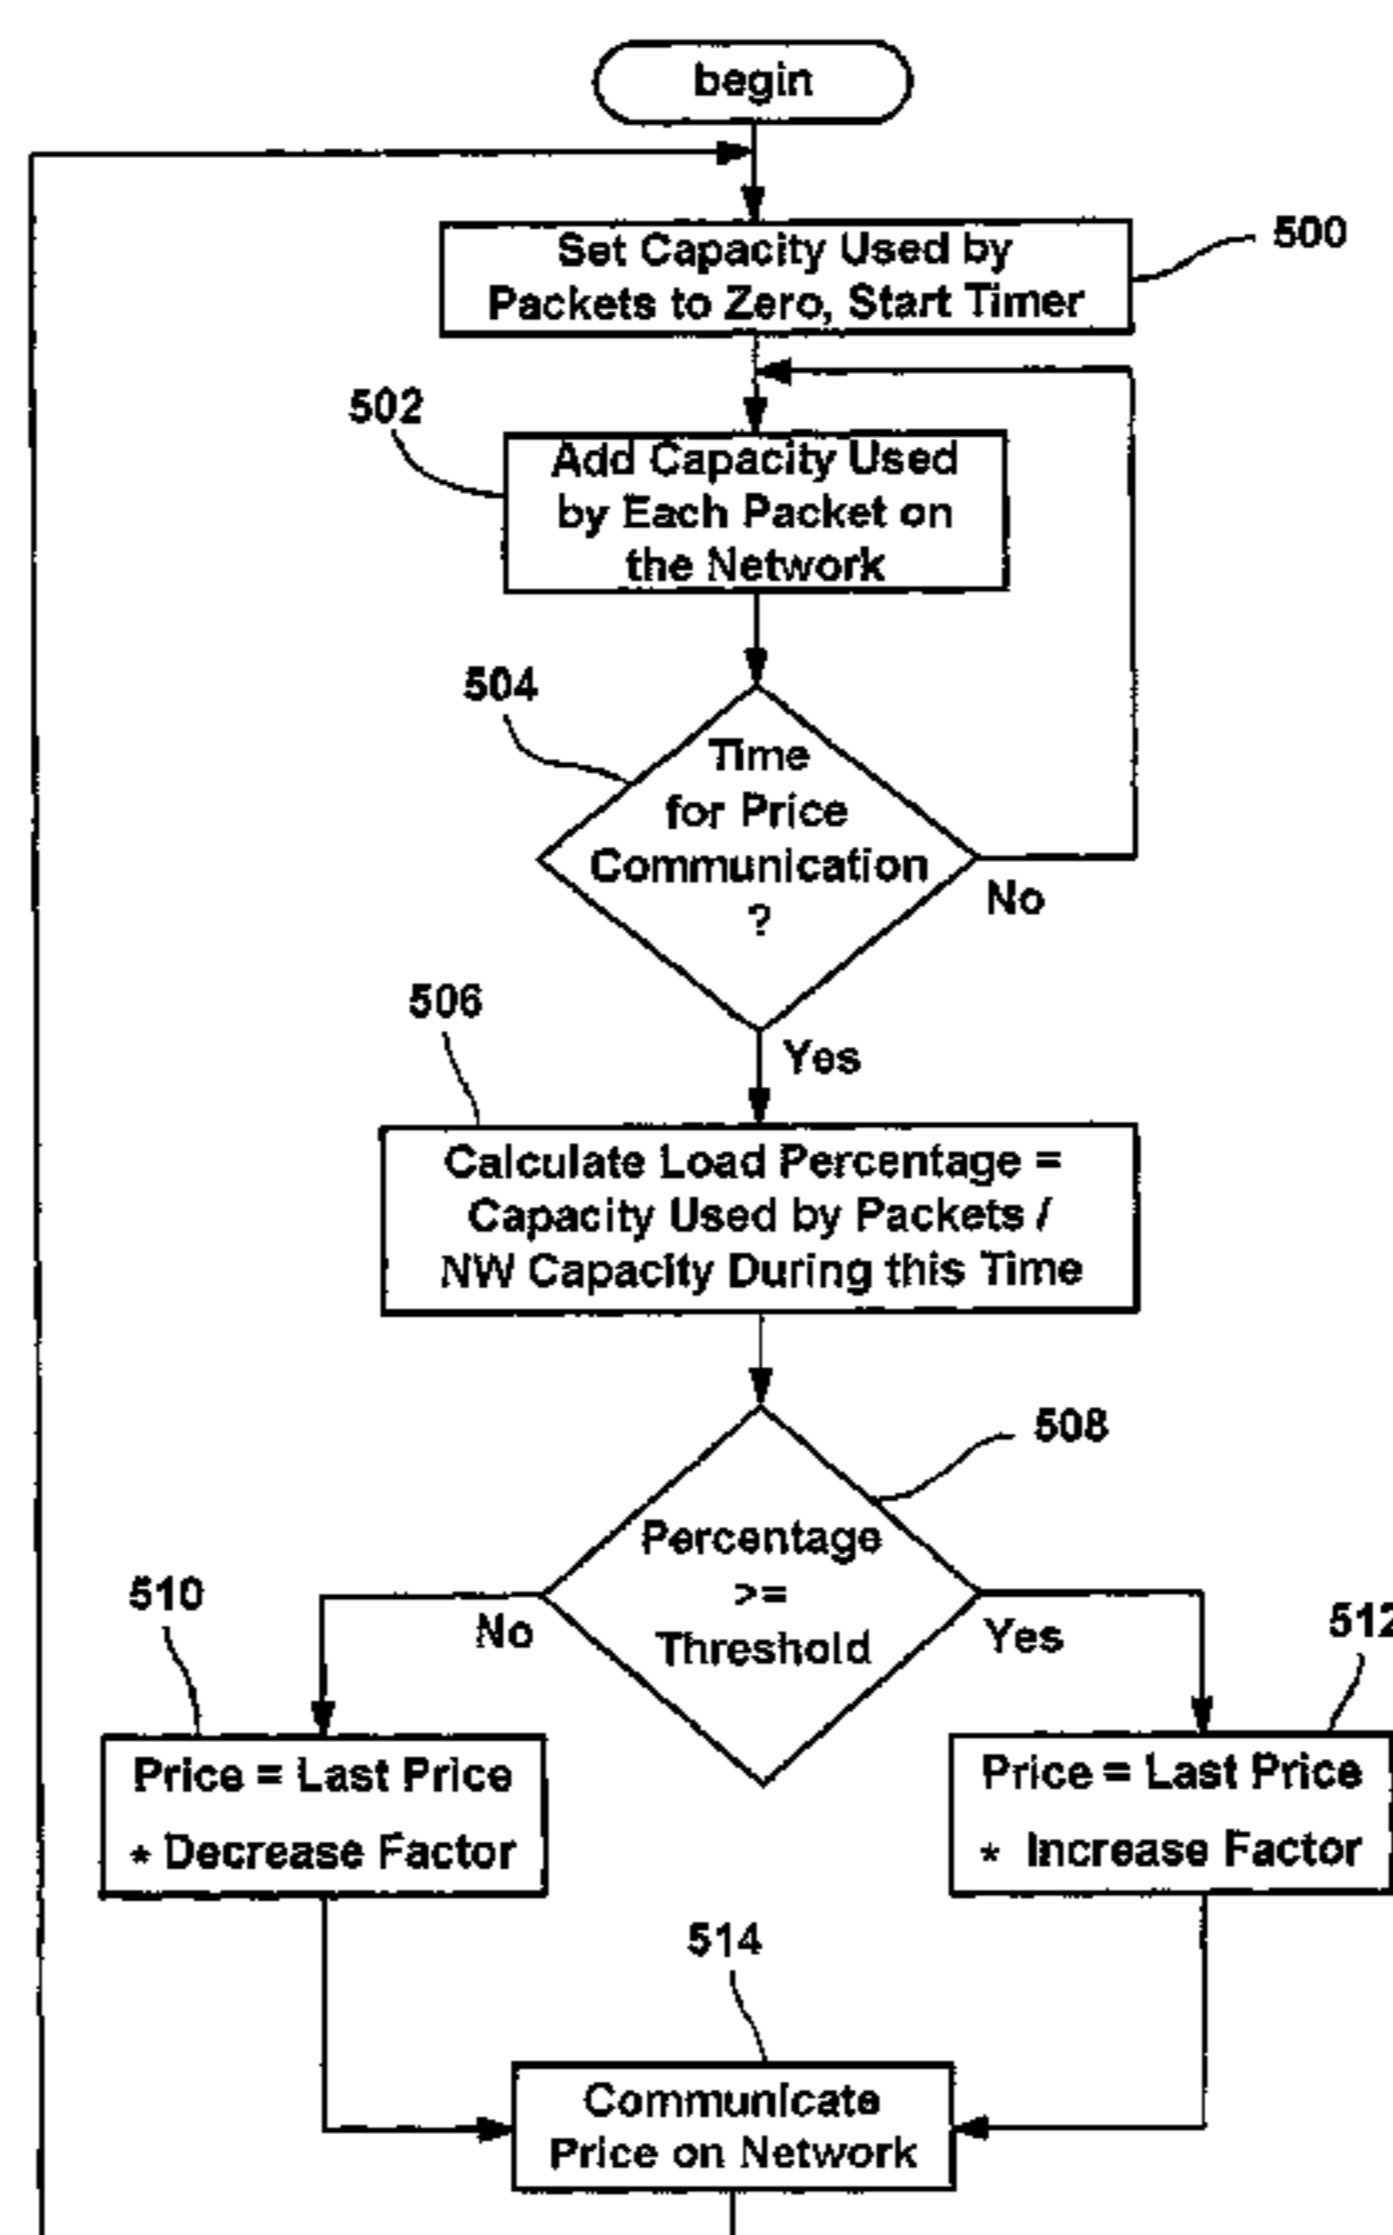 begin
500
Set Capacity Used by
Packets to Zero, Start Timer
502
Add Capacity Used
by Each Packet on
the Network
504
Time
for Price
Communication
?
No
Yes
506
Calculate Load Percentage =
Capacity Used by Packets /
NW Capacity During this Time
508
Percentage
>=
Threshold
No
Yes
510
Price = Last Price
* Decrease Factor
512
Price = Last Price
* Increase Factor
514
Communicate
Price on Network